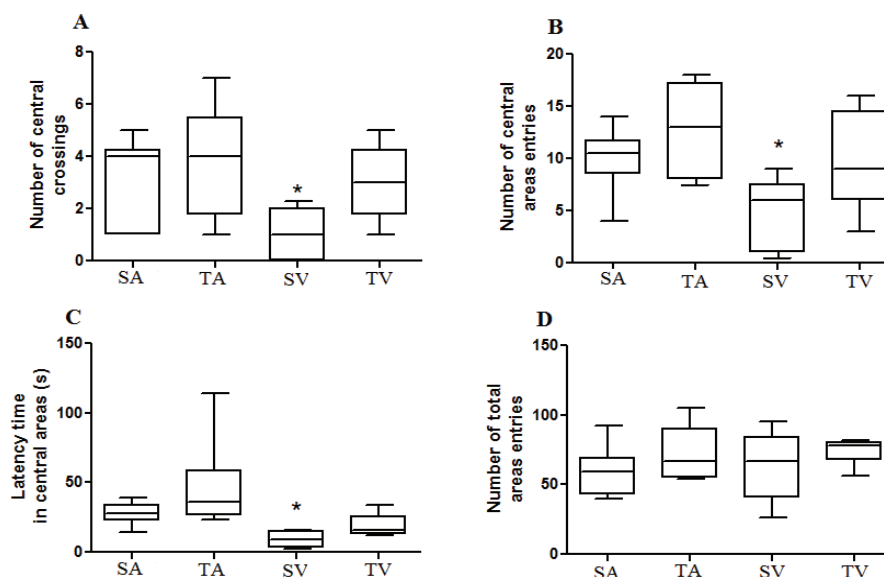 A
Number of central
crossings
8
6
4
2
0
*
SA TA SV TV
B
Number of central
areas entries
20
15
10
5
0
*
SA TA SV TV
C
Latency time
in central areas (s)
150
100
50
0
*
SA TA SV TV
D
Number of total
areas entries
150
100
50
0
SA TA SV TV